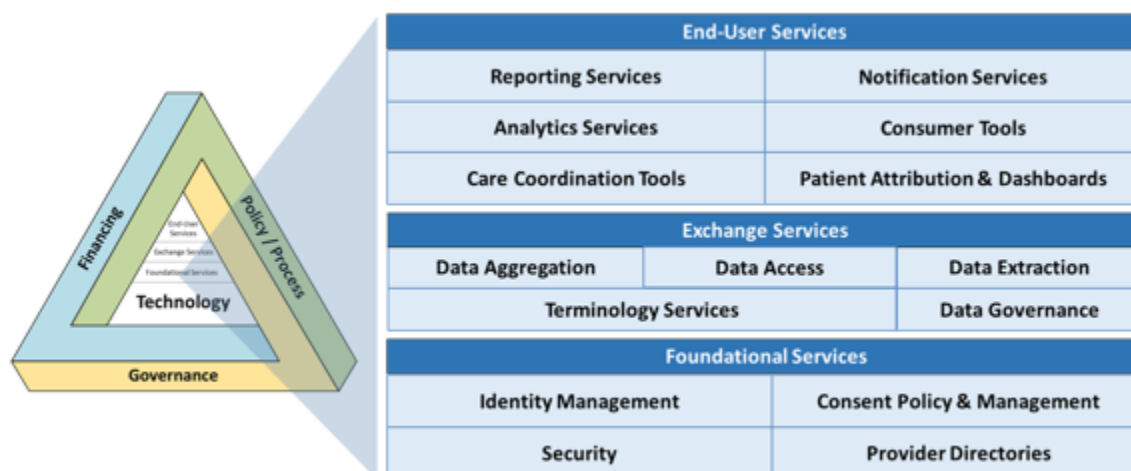 Financing
Policy / Process
End-User
Services
Exchange Services
Foundational Services
Technology
Governance
End-User Services
Reporting Services
Notification Services
Analytics Services
Consumer Tools
Care Coordination Tools
Patient Attribution & Dashboards
Exchange Services
Data Aggregation
Data Access
Data Extraction
Terminology Services
Data Governance
Foundational Services
Identity Management
Consent Policy & Management
Security
Provider Directories